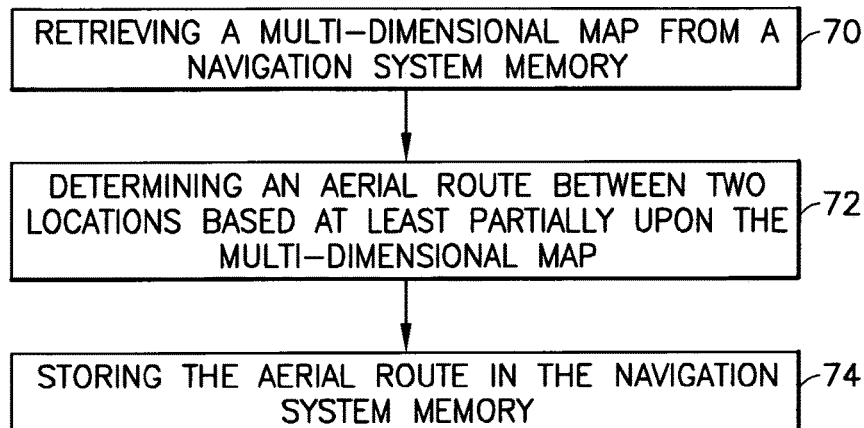 RETRIEVING A MULTI-DIMENSIONAL MAP FROM A
NAVIGATION SYSTEM MEMORY
70
DETERMINING AN AERIAL ROUTE BETWEEN TWO
LOCATIONS BASED AT LEAST PARTIALLY UPON THE
MULTI-DIMENSIONAL MAP
72
STORING THE AERIAL ROUTE IN THE NAVIGATION
SYSTEM MEMORY
74